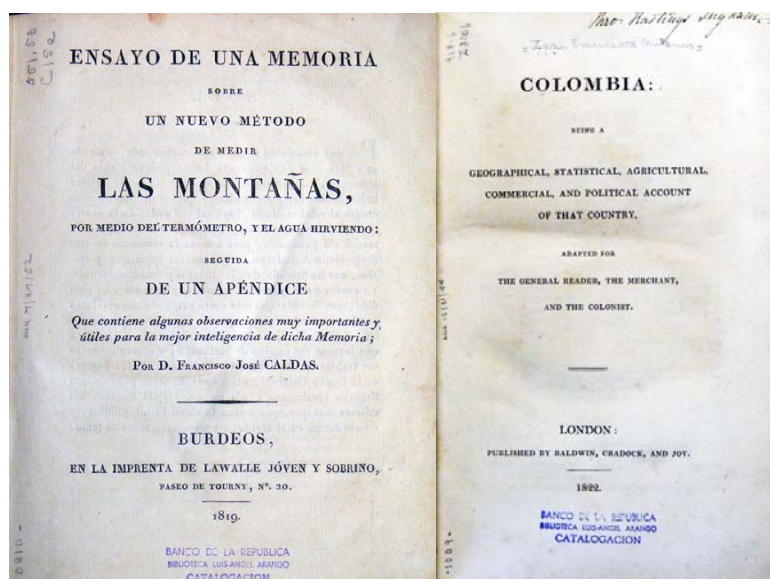 ENSAYO DE UNA MEMORIA
SOBRE
UN NUEVO MÉTODO
DE MEDIR
LAS MONTAÑAS,
POR MEDIO DEL TERMÓMETRO, Y EL AGUA HIRVIENDO:
SEGUIDA
DE UN APÉNDICE
Que contiene algunas observaciones muy importantes y
útiles para la mejor inteligencia de dicha Memoria;
POR D. FRANCISCO JOSÉ CALDAS.
BURDEOS,
EN LA IMPRENTA DE LAWALLE JÓVEN Y SOBRINO,
PASEO DE TOURNY, Nº. 20.
1819.
BANCO DE LA REPUBLICA
BIBLIOTECA LUIS-ANGEL ARANGO
CATALOGACION
COLOMBIA:
BEING A
GEOGRAPHICAL, STATISTICAL, AGRICULTURAL,
COMMERCIAL, AND POLITICAL ACCOUNT
OF THAT COUNTRY,
ADAPTED FOR
THE GENERAL READER, THE MERCHANT,
AND THE COLONIST.
LONDON:
PUBLISHED BY BALDWIN, CRADOCK, AND JOY.
1822.
BANCO DE LA REPUBLICA
BIBLIOTECA LUIS-ANGEL ARANGO
CATALOGACION